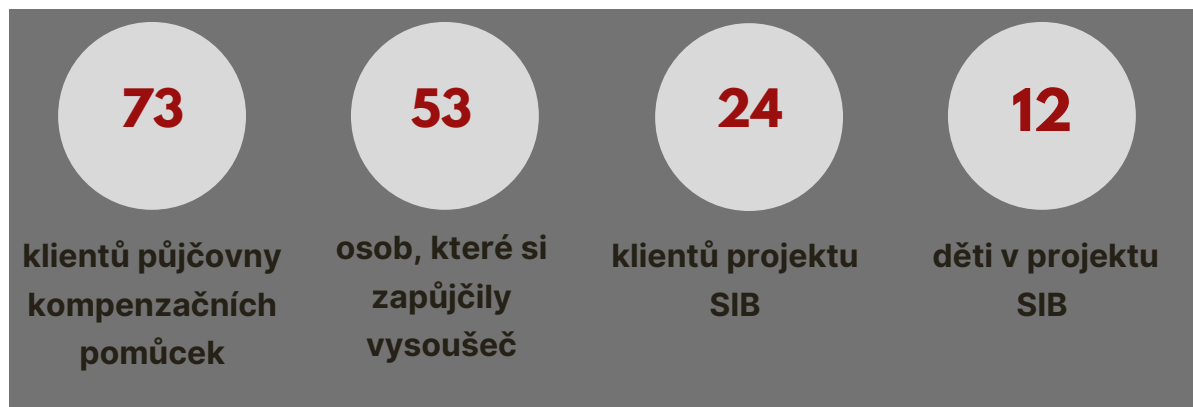 73
klientů půjčovny
kompenzačních
pomůcek
53
osob, které si
zapůjčily
vysoušeč
24
klientů projektu
SIB
12
děti v projektu
SIB